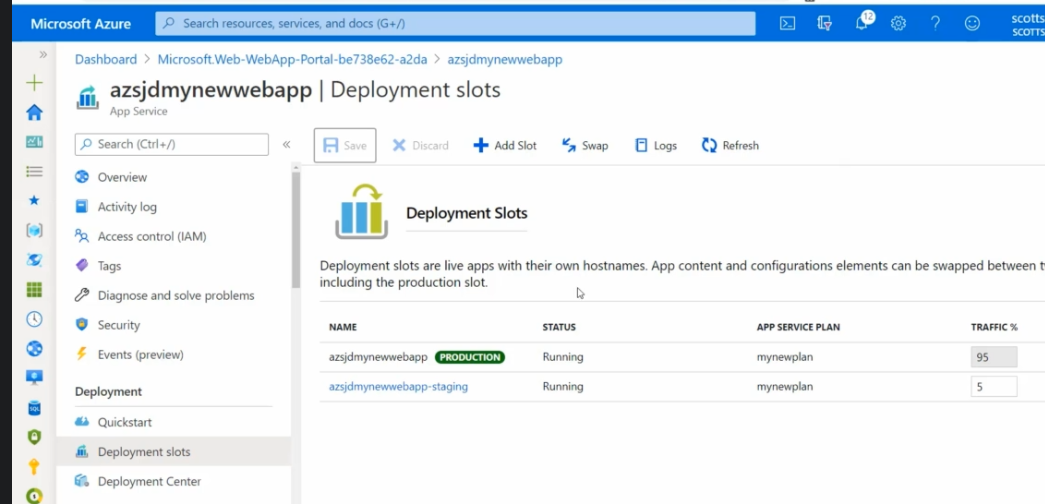 Microsoft Azure
Search resources, services, and docs (G+/)
12
scotts
SCOTTS
Dashboard > Microsoft.Web-WebApp-Portal-be738e62-a2da > azsjdmynewwebapp
azsjdmynewwebapp | Deployment slots
App Service
Search (Ctrl+/)
«
Save
Discard
Add Slot
Swap
Logs
Refresh
Overview
Activity log
Access control (IAM)
Tags
Diagnose and solve problems
Security
Events (preview)
Deployment
Quickstart
Deployment slots
Deployment Center
Deployment Slots
Deployment slots are live apps with their own hostnames. App content and configurations elements can be swapped between
including the production slot.
NAME STATUS APP SERVICE PLAN TRAFFIC %
azsjdmynewwebapp PRODUCTION Running mynewplan 95
azsjdmynewwebapp-staging Running mynewplan 5